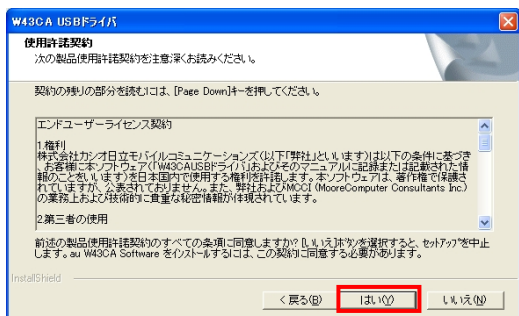 W43CA USBドライバ
使用許諾契約
次の製品使用許諾契約を注意深くお読みください。
契約の残りの部分を読むには、[Page Down]キーを押してください。
エンドユーザーライセンス契約
1.権利
株式会社カシオ日立モバイルコミュニケーションズ(以下「弊社」といいます)は以下の条件に基づき
、お客様に本ソフトウェア(「W43CAUSBドライバ」およびそのマニュアルに記録または記載された情
報のことをいいます)を日本国内で使用する権利を許諾します。本ソフトウェアは、著作権で保護さ
れていますが、公表されておりません。また、弊社およびMCCI (MooreComputer Consultants Inc.)
の業務上および技術的に貴重な秘密情報が体現されています。
2.第三者の使用
前述の製品使用許諾契約のすべての条項に同意しますか? [いいえ]ボタンを選択すると、セットアップを中止
します。au W43CA Software をインストールするには、この契約に同意する必要があります。
InstallShield
< 戻る(B)
はい(Y)
いいえ(N)